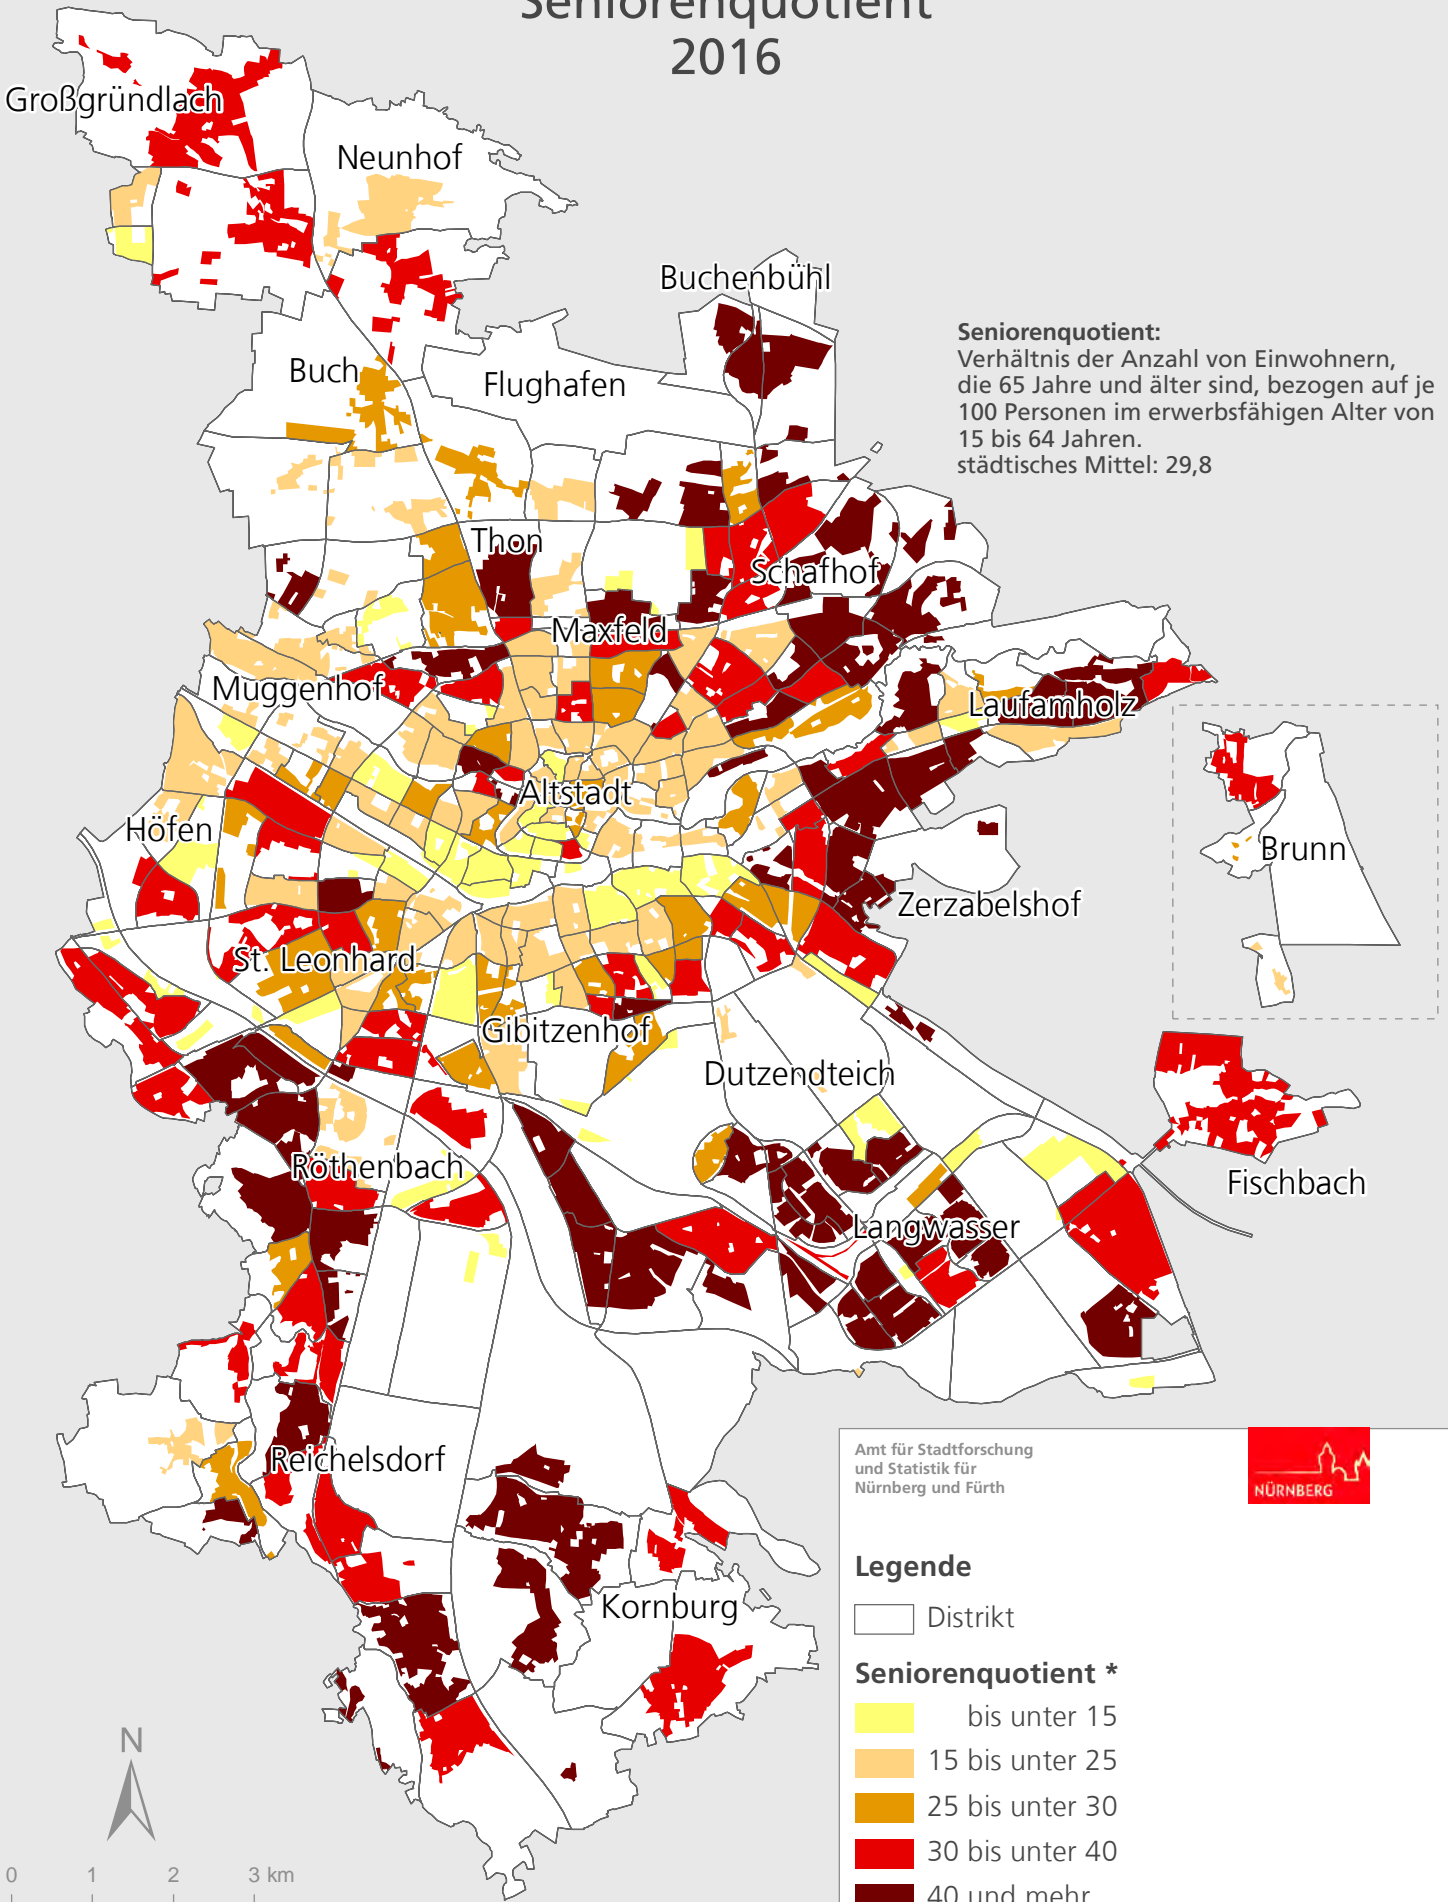 Seniorenquotient
2016
Großgründlach
Neunhof
Buchenbühl
Seniorenquotient:
Verhältnis der Anzahl von Einwohnern,
die 65 Jahre und älter sind, bezogen auf je
100 Personen im erwerbsfähigen Alter von
15 bis 64 Jahren.
städtisches Mittel: 29,8
Buch
Flughafen
Thon
Schafhof
Maxfeld
Muggenhof
Laufamholz
Altstadt
Höfen
Brunn
Zerzabelshof
St. Leonhard
Gibitzenhof
Dutzendteich
Röthenbach
Fischbach
Langwasser
Reichelsdorf
Kornburg
Amt für Stadtforschung
und Statistik für
Nürnberg und Fürth
NÜRNBERG
Legende
Distrikt
Seniorenquotient *
bis unter 15
15 bis unter 25
25 bis unter 30
30 bis unter 40
40 und mehr
N
0 1 2 3 km